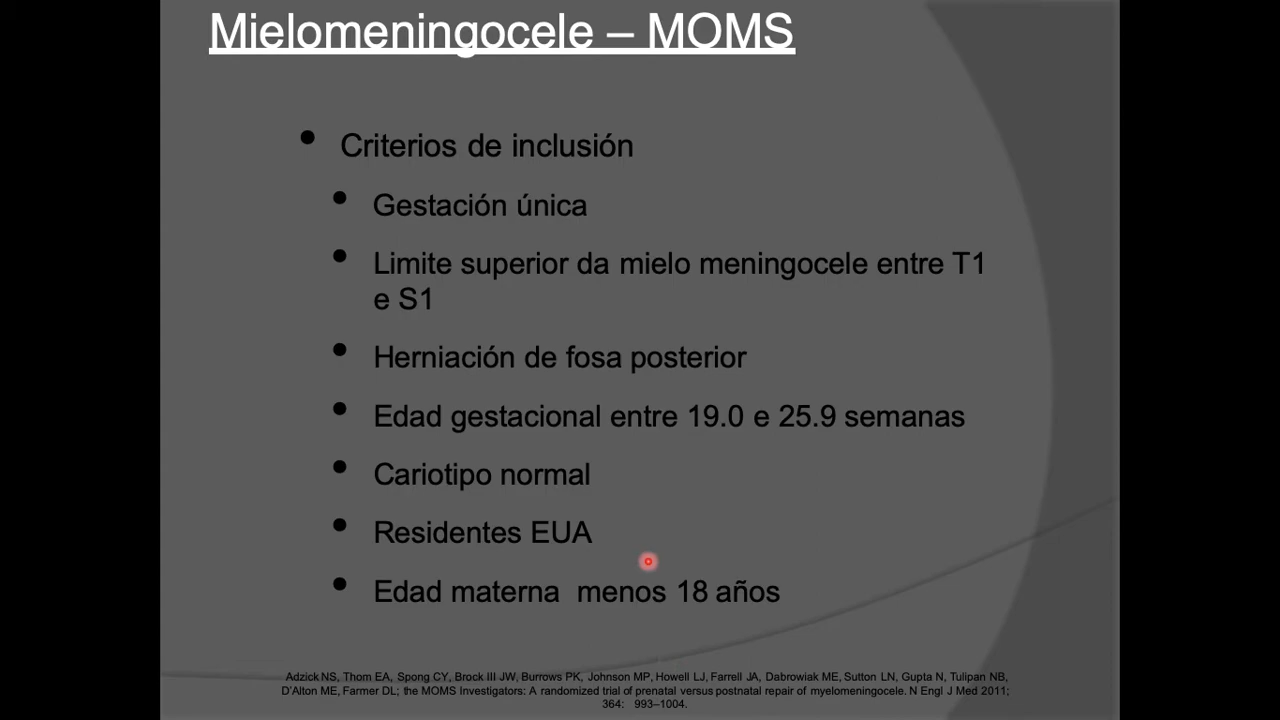 Mielomeningocele – MOMS
• Criterios de inclusión
• Gestación única
• Limite superior da mielo meningocele entre T1
e S1
• Herniación de fosa posterior
• Edad gestacional entre 19.0 e 25.9 semanas
• Cariotipo normal
• Residentes EUA
• Edad materna menos 18 años
Adzick NS, Thom EA, Spong CY, Brock III JW, Burrows PK, Johnson MP, Howell LJ, Farrell JA, Dabrowiak ME, Sutton LN, Gupta N, Tulipan NB,
D'Alton ME, Farmer DL; the MOMS Investigators: A randomized trial of prenatal versus postnatal repair of myelomeningocele. N Engl J Med 2011;
364: 993–1004.